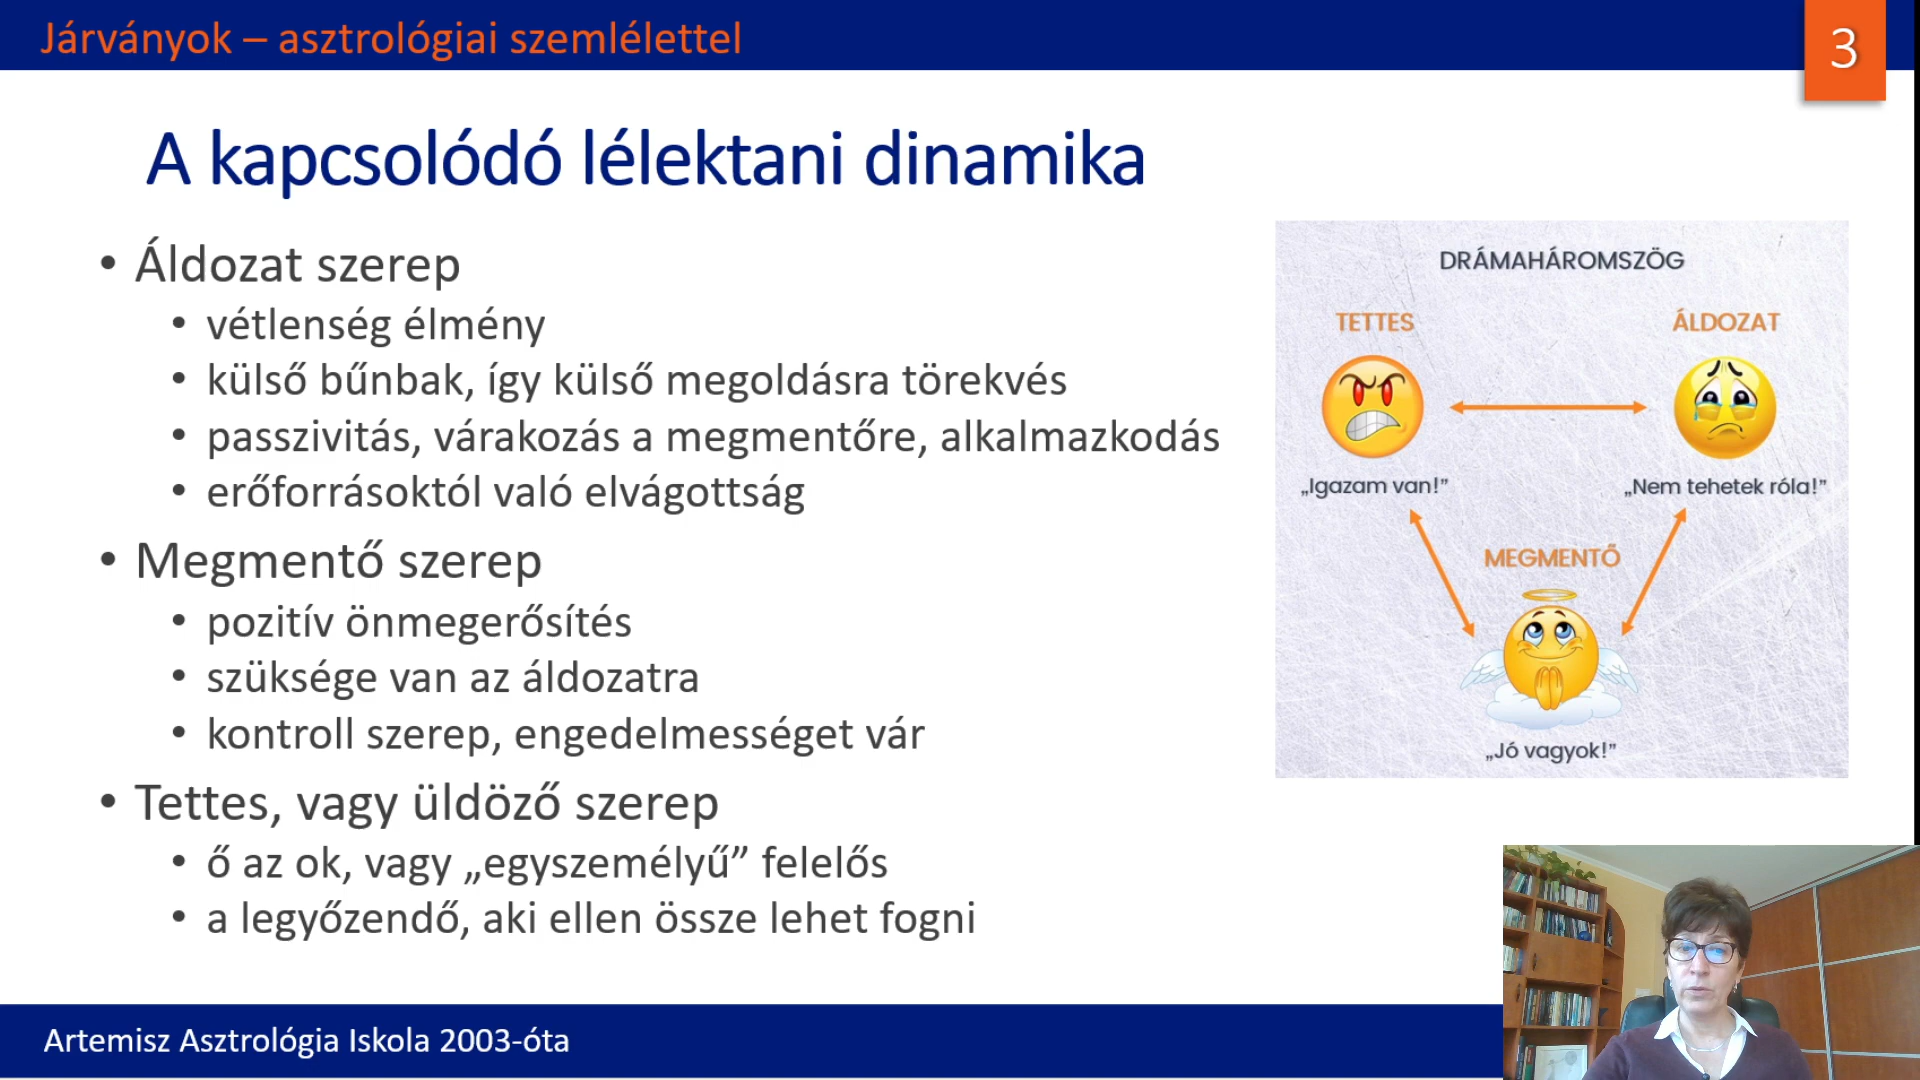 Járványok – asztrológiai szemlélettel
3
A kapcsolódó lélektani dinamika
• Áldozat szerep
• vétlenség élmény
• külső bűnbak, így külső megoldásra törekvés
• passzivitás, várakozás a megmentőre, alkalmazkodás
• erőforrásoktól való elvágottság
• Megmentő szerep
• pozitív önmegerősítés
• szüksége van az áldozatra
• kontroll szerep, engedelmességet vár
• Tettes, vagy üldöző szerep
• ő az ok, vagy „egyszemélyű” felelős
• a legyőzendő, aki ellen össze lehet fogni
DRÁMAHÁROMSZÖG
TETTES
ÁLDOZAT
„Igazam van!”
„Nem tehetek róla!”
MEGMENTŐ
„Jó vagyok!”
Artemisz Asztrológia Iskola 2003-óta